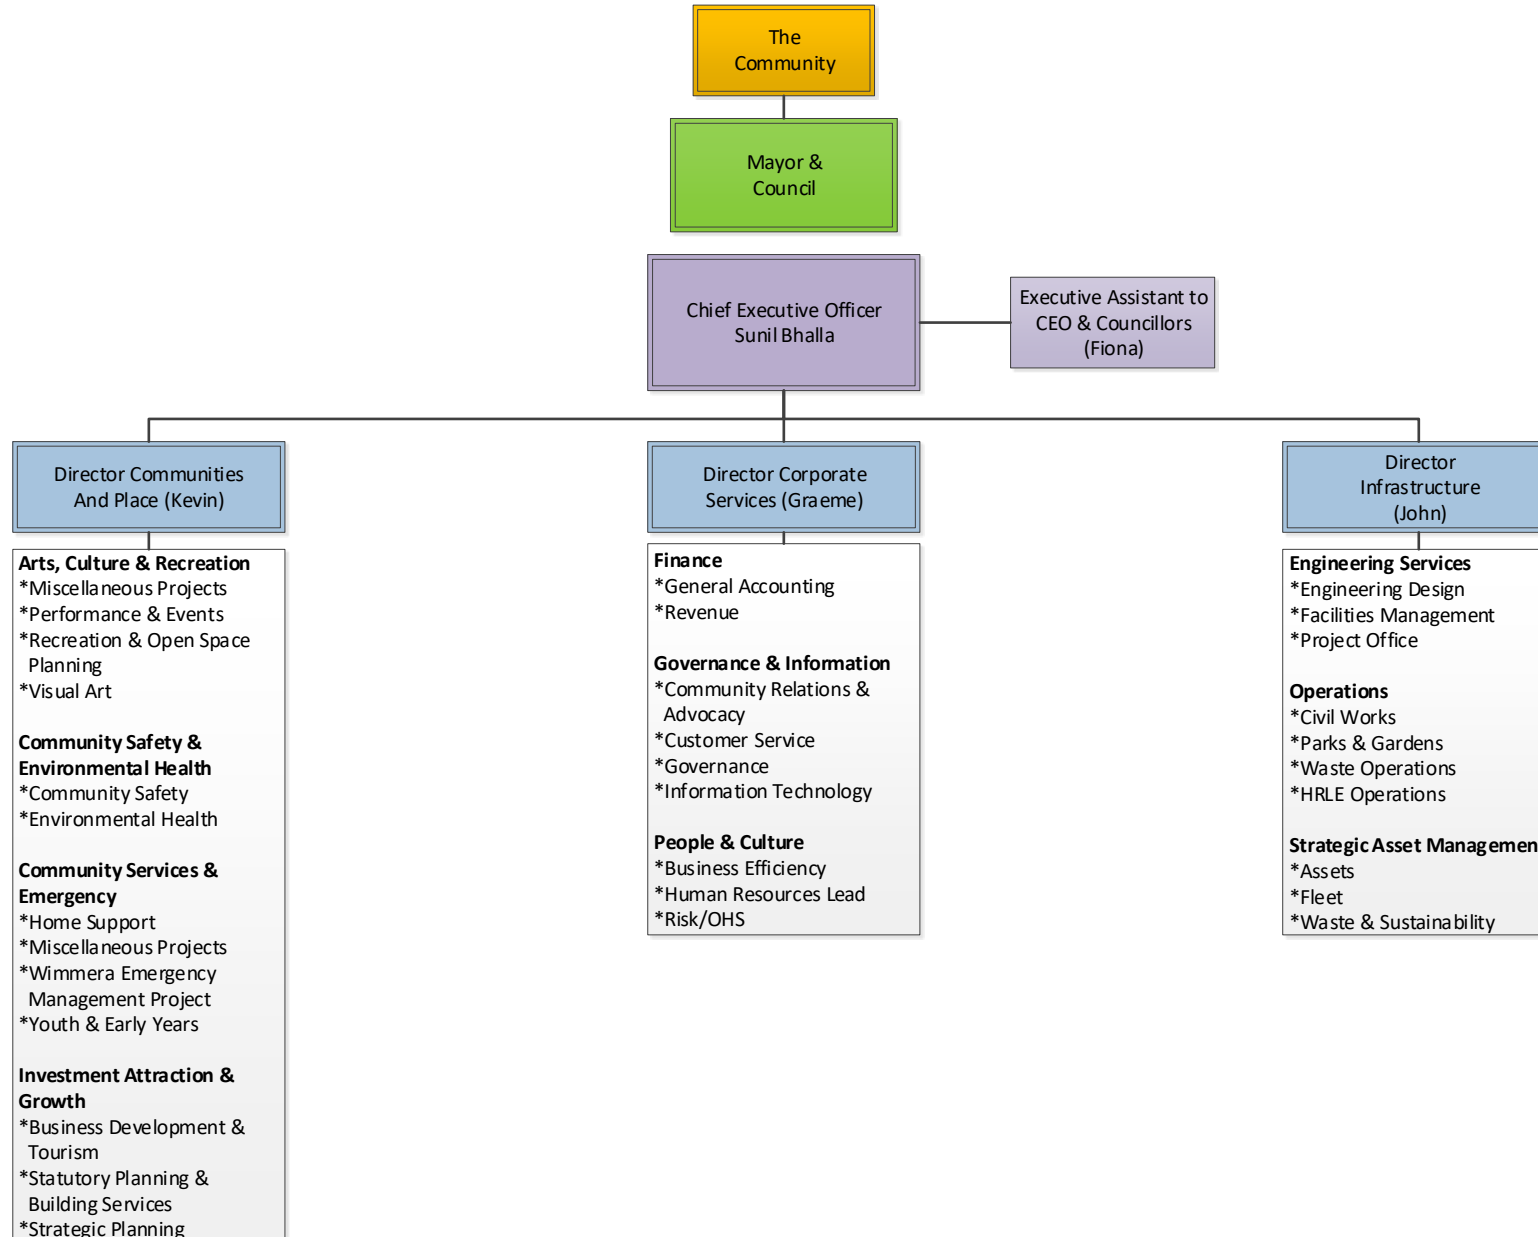 The
Community
Mayor &
Council
Chief Executive Officer
Sunil Bhalla
Executive Assistant to
CEO & Councillors
(Fiona)
Director Communities
And Place (Kevin)
Director Corporate
Services (Graeme)
Director
Infrastructure
(John)
Arts, Culture & Recreation
*Miscellaneous Projects
*Performance & Events
*Recreation & Open Space
Planning
*Visual Art
Community Safety &
Environmental Health
*Community Safety
*Environmental Health
Community Services &
Emergency
*Home Support
*Miscellaneous Projects
*Wimmera Emergency
Management Project
*Youth & Early Years
Investment Attraction &
Growth
*Business Development &
Tourism
*Statutory Planning &
Building Services
*Strategic Planning
Finance
*General Accounting
*Revenue
Governance & Information
*Community Relations &
Advocacy
*Customer Service
*Governance
*Information Technology
People & Culture
*Business Efficiency
*Human Resources Lead
*Risk/OHS
Engineering Services
*Engineering Design
*Facilities Management
*Project Office
Operations
*Civil Works
*Parks & Gardens
*Waste Operations
*HRLE Operations
Strategic Asset Managemen
*Assets
*Fleet
*Waste & Sustainability